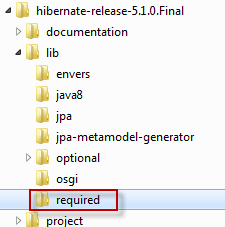 hibernate-release-5.1.0.Final
documentation
lib
envers
java8
jpa
jpa-metamodel-generator
optional
osgi
required
project